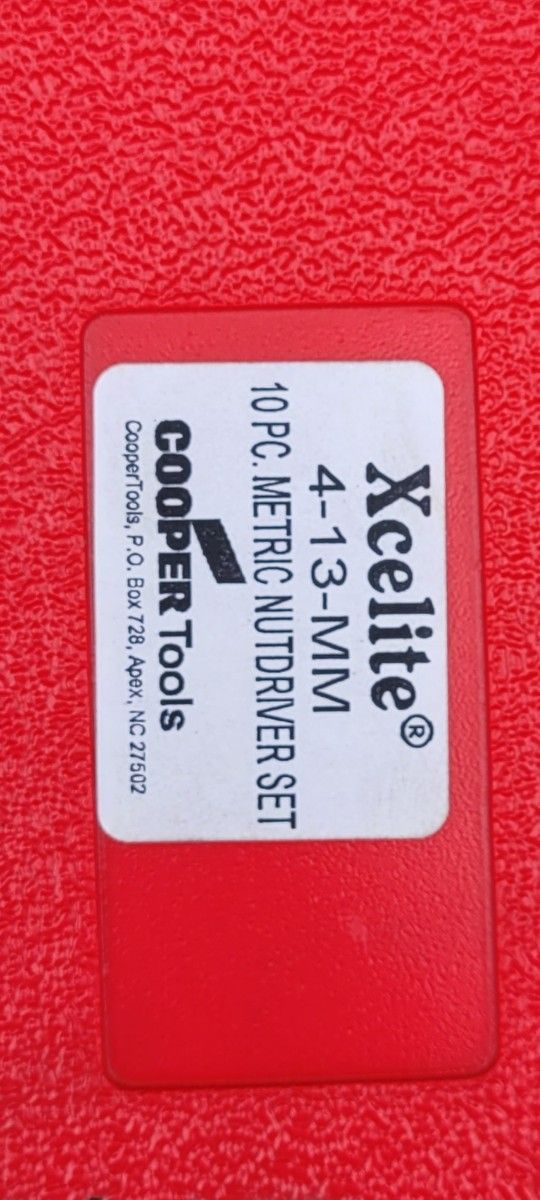 Xcelite®
4-13-MM
10 PC. METRIC NUTDRIVER SET
COOPER Tools
CooperTools, P.O. Box 728, Apex, NC 27502